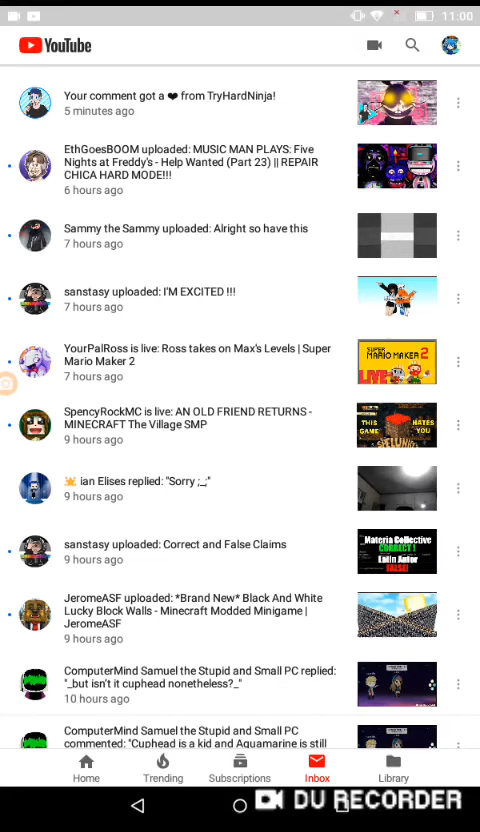 11:00
YouTube
Your comment got a ❤ from TryHardNinja!
5 minutes ago
EthGoesBOOM uploaded: MUSIC MAN PLAYS: Five
Nights at Freddy's - Help Wanted (Part 23) || REPAIR
CHICA HARD MODE!!!
6 hours ago
Sammy the Sammy uploaded: Alright so have this
7 hours ago
sanstasy uploaded: I'M EXCITED !!!
7 hours ago
YourPalRoss is live: Ross takes on Max's Levels | Super
Mario Maker 2
7 hours ago
SUPER
MARIO MAKER 2
LIVE
SpencyRockMC is live: AN OLD FRIEND RETURNS -
MINECRAFT The Village SMP
9 hours ago
THIS
GAME
HATES
YOU
ian Elises replied: "Sorry ;_;"
9 hours ago
sanstasy uploaded: Correct and False Claims
9 hours ago
Materia Collective
CORRECT !
Latin Autor
FALSE!
JeromeASF uploaded: *Brand New* Black And White
Lucky Block Walls - Minecraft Modded Minigame |
JeromeASF
9 hours ago
ComputerMind Samuel the Stupid and Small PC replied:
"_but isn't it cuphead nonetheless?_"
10 hours ago
ComputerMind Samuel the Stupid and Small PC
commented: "Cuphead is a kid and Aquamarine is still
Home
Trending
Subscriptions
Inbox
Library
DU RECORDER